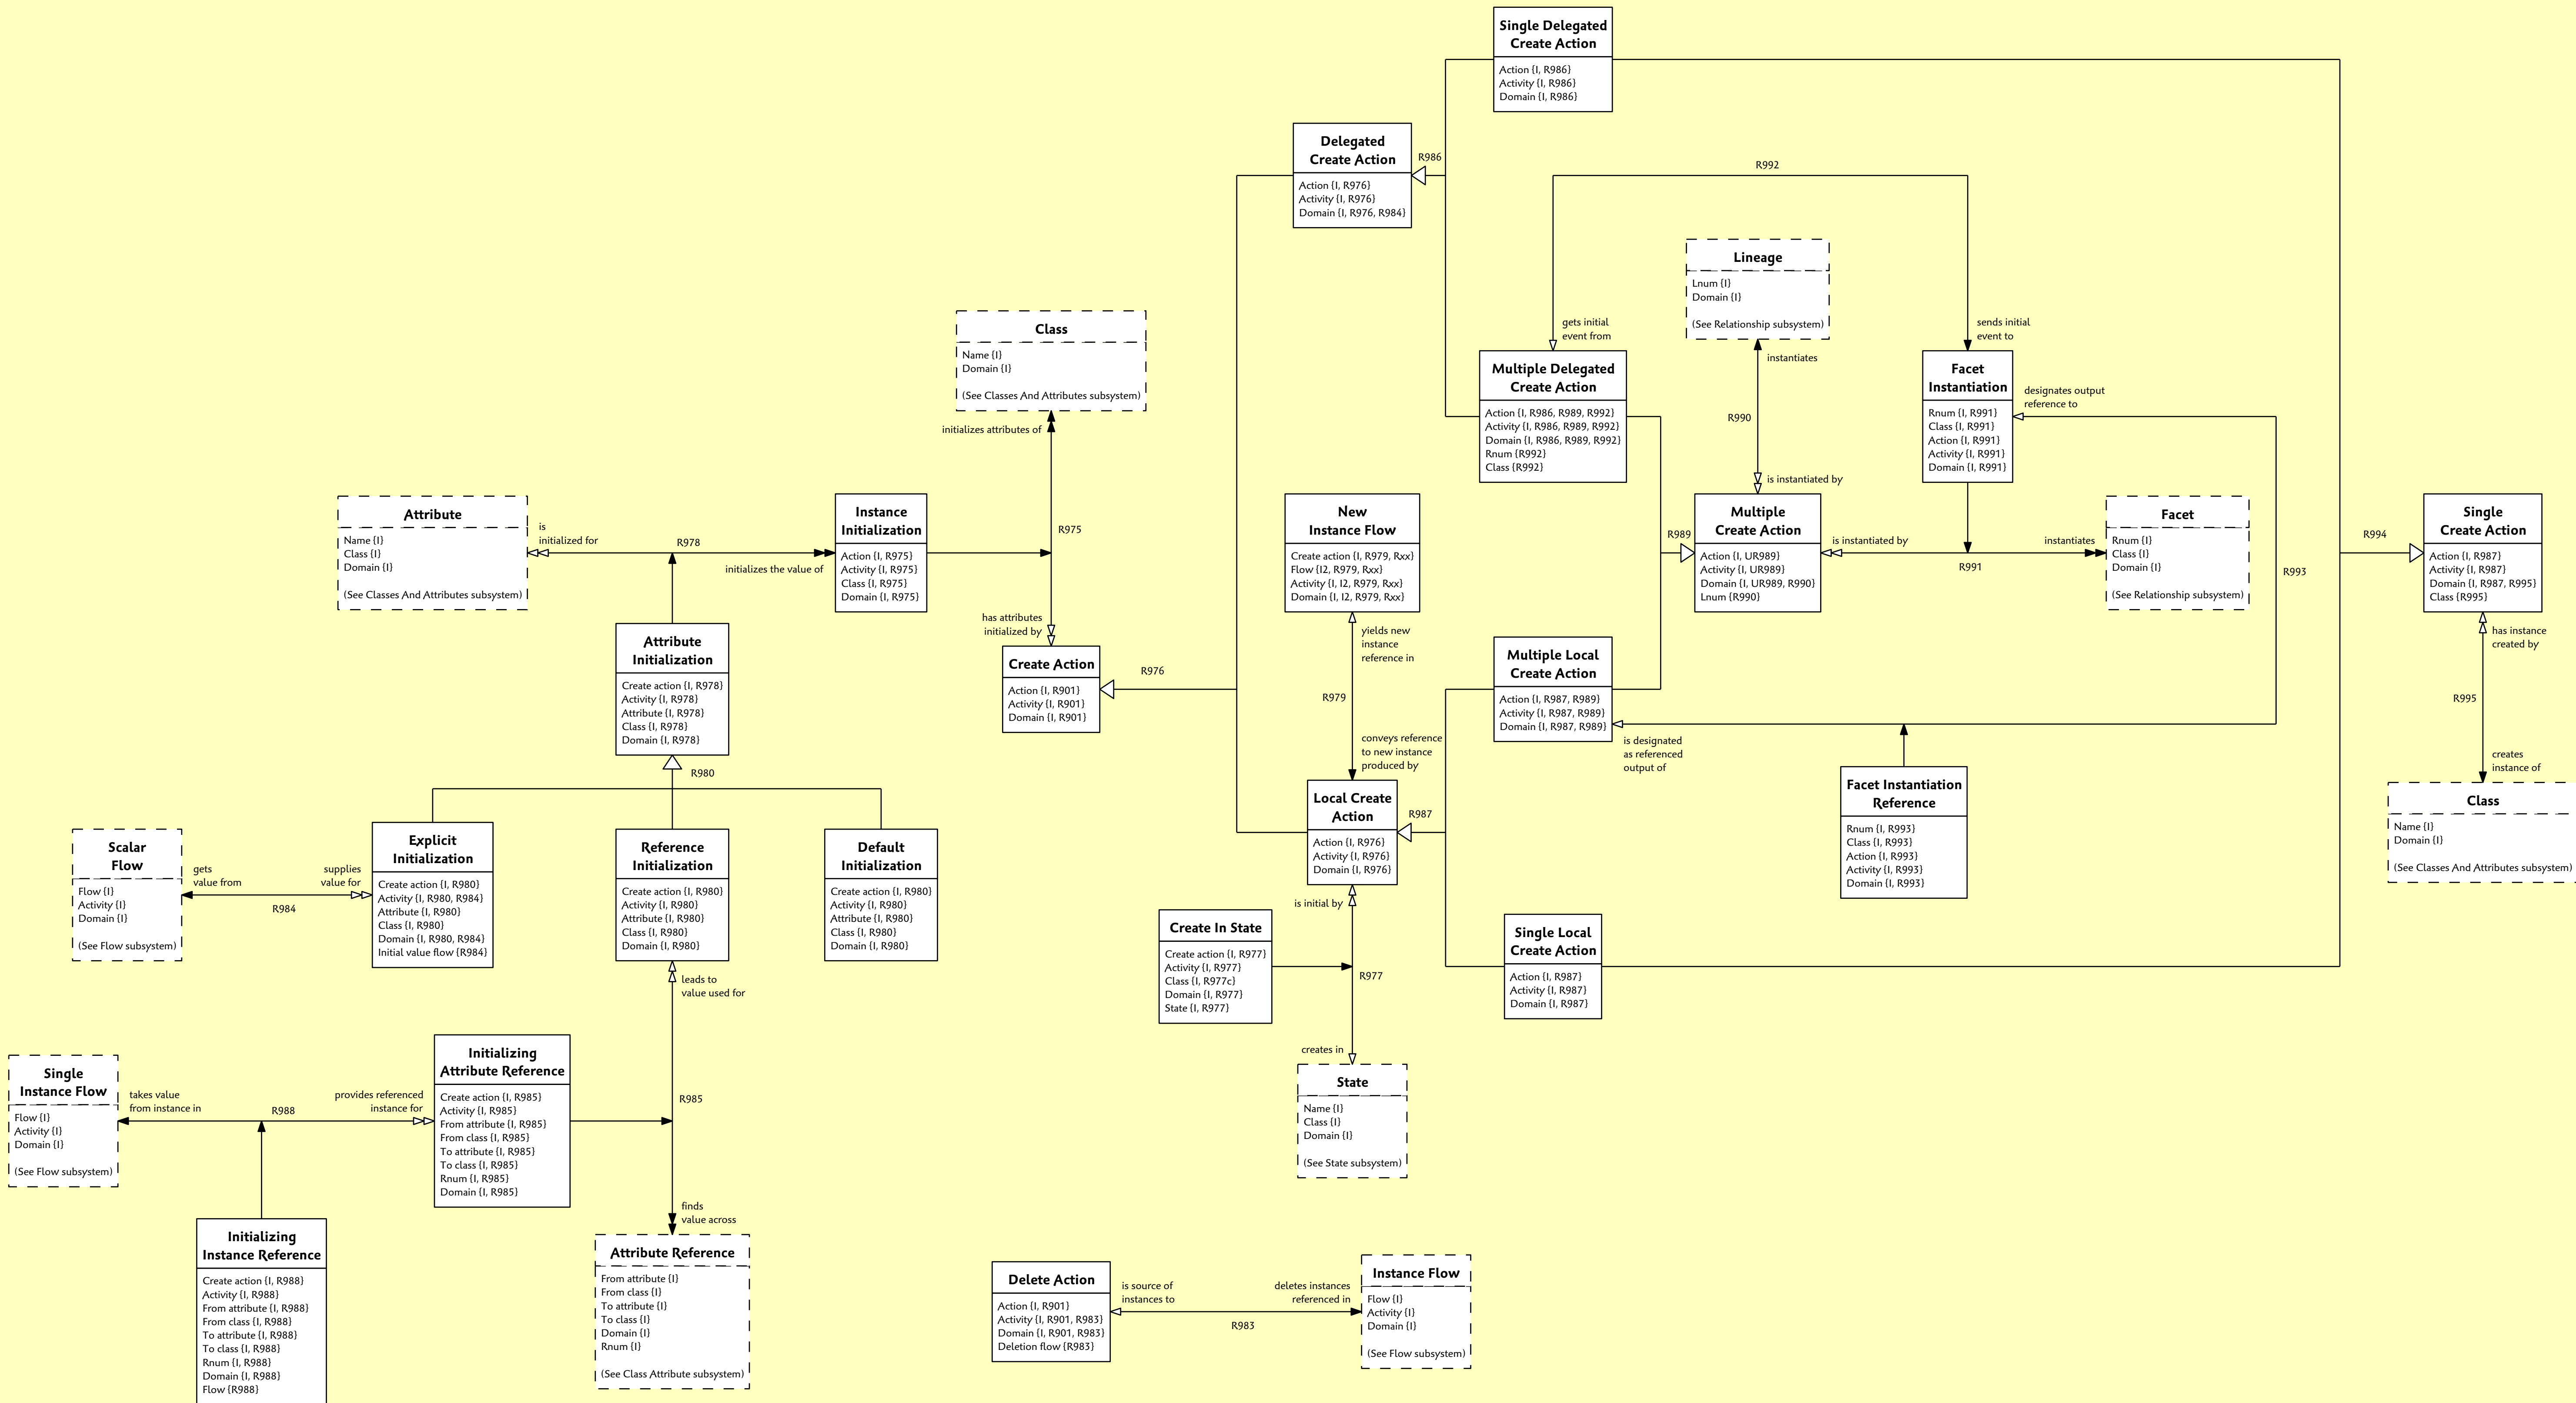 Single Delegated
Create Action
Action {I, R986}
Activity {I, R986}
Domain {I, R986}
Delegated
Create Action
Action {I, R976}
Activity {I, R976}
Domain {I, R976, R984}
R986
R992
Lineage
Lnum {I}
Domain {I}
(See Relationship subsystem)
gets initial
event from
sends initial
event to
instantiates
R990
is instantiated by
Class
Name {I}
Domain {I}
(See Classes And Attributes subsystem)
initializes attributes of
R975
has attributes
initialized by
Multiple Delegated
Create Action
Action {I, R986, R989, R992}
Activity {I, R986, R989, R992}
Domain {I, R986, R989, R992}
Rnum {R992}
Class {R992}
Facet
Instantiation
Rnum {I, R991}
Class {I, R991}
Action {I, R991}
Activity {I, R991}
Domain {I, R991}
designates output
reference to
Attribute
Name {I}
Class {I}
Domain {I}
(See Classes And Attributes subsystem)
is
initialized for
R978
initializes the value of
Instance
Initialization
Action {I, R975}
Activity {I, R975}
Class {I, R975}
Domain {I, R975}
New
Instance Flow
Create action {I, R979, Rxx}
Flow {I2, R979, Rxx}
Activity {I, I2, R979, Rxx}
Domain {I, I2, R979, Rxx}
R989
Multiple
Create Action
Action {I, UR989}
Activity {I, UR989}
Domain {I, UR989, R990}
Lnum {R990}
is instantiated by
instantiates
R991
Facet
Rnum {I}
Class {I}
Domain {I}
(See Relationship subsystem)
R993
R994
Single
Create Action
Action {I, R987}
Activity {I, R987}
Domain {I, R987, R995}
Class {R995}
has instance
created by
R995
creates
instance of
Class
Name {I}
Domain {I}
(See Classes And Attributes subsystem)
Attribute
Initialization
Create action {I, R978}
Activity {I, R978}
Attribute {I, R978}
Class {I, R978}
Domain {I, R978}
R980
Create Action
Action {I, R901}
Activity {I, R901}
Domain {I, R901}
R976
yields new
instance
reference in
R979
conveys reference
to new instance
produced by
Multiple Local
Create Action
Action {I, R987, R989}
Activity {I, R987, R989}
Domain {I, R987, R989}
is designated
as referenced
output of
Facet Instantiation
Reference
Rnum {I, R993}
Class {I, R993}
Action {I, R993}
Activity {I, R993}
Domain {I, R993}
Local Create
Action
Action {I, R976}
Activity {I, R976}
Domain {I, R976}
R987
Scalar
Flow
Flow {I}
Activity {I}
Domain {I}
(See Flow subsystem)
gets
value from
supplies
value for
R984
Explicit
Initialization
Create action {I, R980}
Activity {I, R980, R984}
Attribute {I, R980}
Class {I, R980}
Domain {I, R980, R984}
Initial value flow {R984}
Reference
Initialization
Create action {I, R980}
Activity {I, R980}
Attribute {I, R980}
Class {I, R980}
Domain {I, R980}
Default
Initialization
Create action {I, R980}
Activity {I, R980}
Attribute {I, R980}
Class {I, R980}
Domain {I, R980}
is initial by
Create In State
Create action {I, R977}
Activity {I, R977}
Class {I, R977c}
Domain {I, R977}
State {I, R977}
R977
creates in
Single Local
Create Action
Action {I, R987}
Activity {I, R987}
Domain {I, R987}
State
Name {I}
Class {I}
Domain {I}
(See State subsystem)
leads to
value used for
R985
finds
value across
Single
Instance Flow
Flow {I}
Activity {I}
Domain {I}
(See Flow subsystem)
takes value
from instance in
R988
provides referenced
instance for
Initializing
Attribute Reference
Create action {I, R985}
Activity {I, R985}
From attribute {I, R985}
From class {I, R985}
To attribute {I, R985}
To class {I, R985}
Rnum {I, R985}
Domain {I, R985}
Initializing
Instance Reference
Create action {I, R988}
Activity {I, R988}
From attribute {I, R988}
From class {I, R988}
To attribute {I, R988}
To class {I, R988}
Rnum {I, R988}
Domain {I, R988}
Flow {R988}
Attribute Reference
From attribute {I}
From class {I}
To attribute {I}
To class {I}
Domain {I}
Rnum {I}
(See Class Attribute subsystem)
Delete Action
Action {I, R901}
Activity {I, R901, R983}
Domain {I, R901, R983}
Deletion flow {R983}
is source of
instances to
deletes instances
referenced in
R983
Instance Flow
Flow {I}
Activity {I}
Domain {I}
(See Flow subsystem)